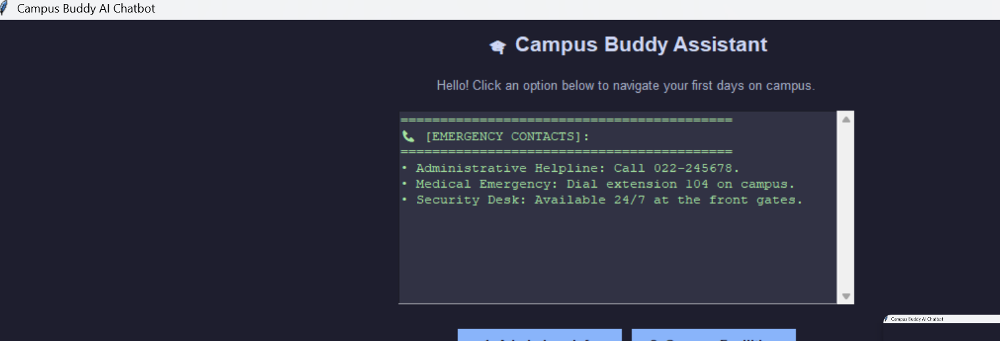 Campus Buddy AI Chatbot
🎓 Campus Buddy Assistant
Hello! Click an option below to navigate your first days on campus.
==========================================
📞 [EMERGENCY CONTACTS]:
==========================================
• Administrative Helpline: Call 022-245678.
• Medical Emergency: Dial extension 104 on campus.
• Security Desk: Available 24/7 at the front gates.
Campus Buddy AI Chatbot